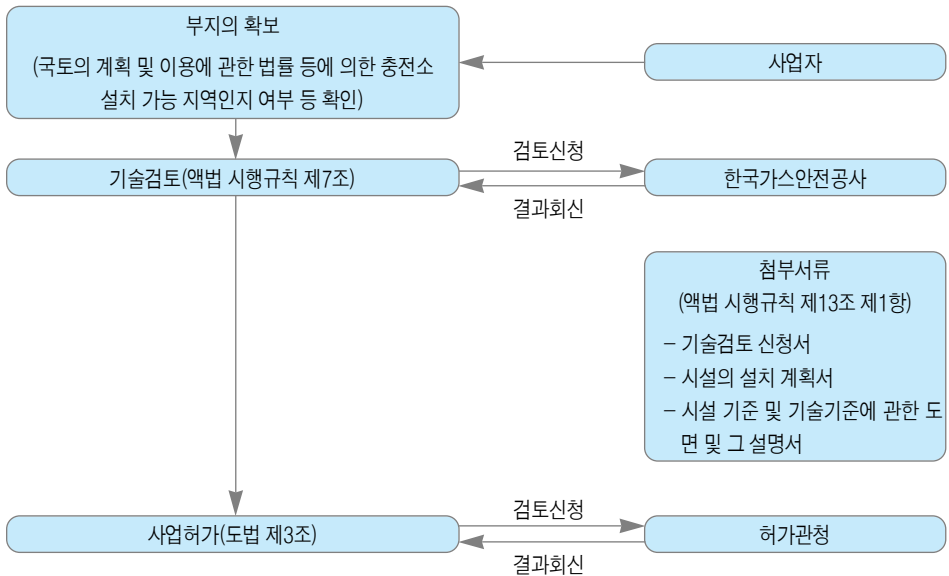 부지의 확보
(국토의 계획 및 이용에 관한 법률 등에 의한 충전소
설치 가능 지역인지 여부 등 확인)
사업자
기술검토(액법 시행규칙 제7조)
검토신청
결과회신
한국가스안전공사
첨부서류
(액법 시행규칙 제13조 제1항)
– 기술검토 신청서
– 시설의 설치 계획서
– 시설 기준 및 기술기준에 관한 도
면 및 그 설명서
사업허가(도법 제3조)
검토신청
결과회신
허가관청